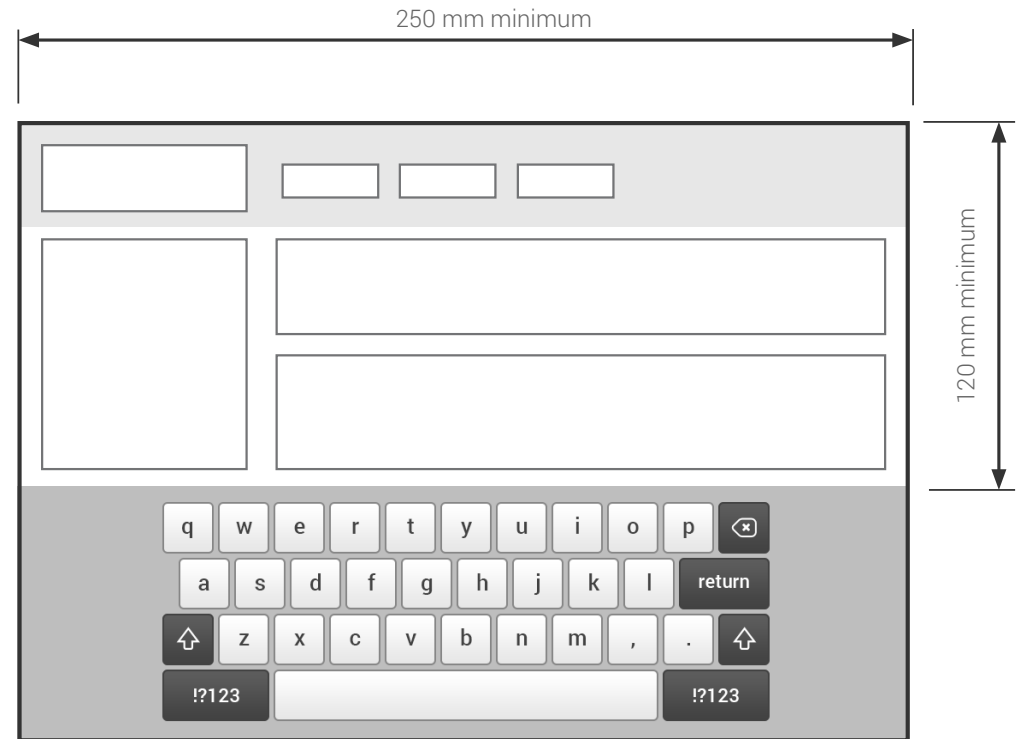 250 mm minimum
120 mm minimum
q w e r t y u i o p
a s d f g h j k l return
z x c v b n m , .
!?123 !?123